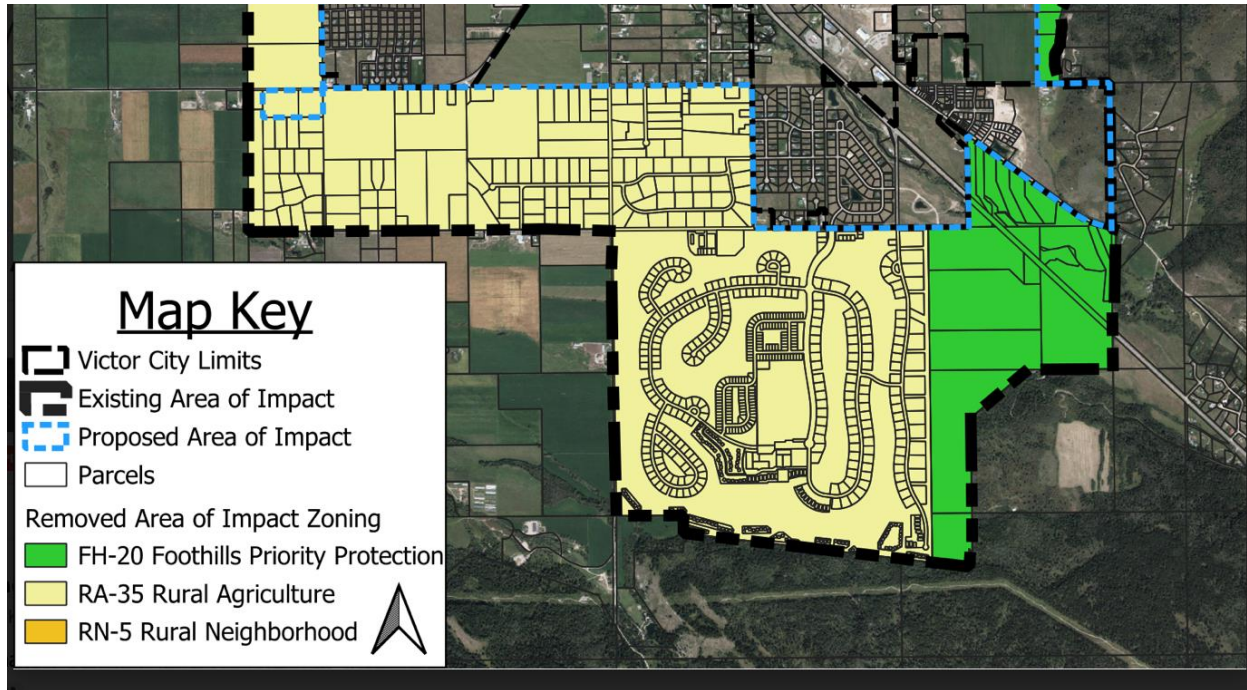 Map Key
Victor City Limits
Existing Area of Impact
Proposed Area of Impact
Parcels
Removed Area of Impact Zoning
FH-20 Foothills Priority Protection
RA-35 Rural Agriculture
RN-5 Rural Neighborhood